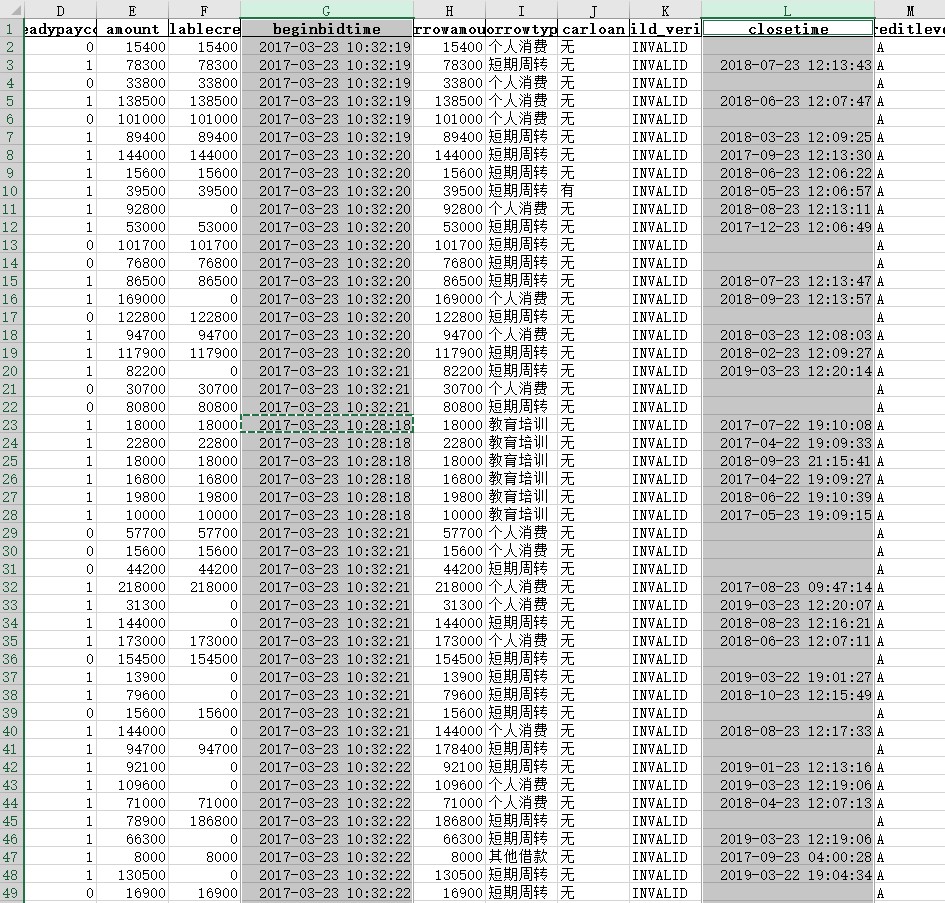 D E F G H I J K L M
1 eadypayco amount lablecre beginbidtime rrowamou orrowtyp carloan ild_veri closetime reditleve
2 0 15400 15400 2017-03-23 10:32:19 15400 个人消费 无 INVALID A
3 1 78300 78300 2017-03-23 10:32:19 78300 短期周转 无 INVALID 2018-07-23 12:13:43 A
4 0 33800 33800 2017-03-23 10:32:19 33800 个人消费 无 INVALID A
5 1 138500 138500 2017-03-23 10:32:19 138500 个人消费 无 INVALID 2018-06-23 12:07:47 A
6 0 101000 101000 2017-03-23 10:32:19 101000 个人消费 无 INVALID A
7 1 89400 89400 2017-03-23 10:32:19 89400 短期周转 无 INVALID 2018-03-23 12:09:25 A
8 1 144000 144000 2017-03-23 10:32:20 144000 短期周转 无 INVALID 2017-09-23 12:13:30 A
9 1 15600 15600 2017-03-23 10:32:20 15600 短期周转 无 INVALID 2018-06-23 12:06:22 A
10 1 39500 39500 2017-03-23 10:32:20 39500 短期周转 有 INVALID 2018-05-23 12:06:57 A
11 1 92800 0 2017-03-23 10:32:20 92800 个人消费 无 INVALID 2018-08-23 12:13:11 A
12 1 53000 53000 2017-03-23 10:32:20 53000 短期周转 无 INVALID 2017-12-23 12:06:49 A
13 0 101700 101700 2017-03-23 10:32:20 101700 短期周转 无 INVALID A
14 0 76800 76800 2017-03-23 10:32:20 76800 短期周转 无 INVALID A
15 1 86500 86500 2017-03-23 10:32:20 86500 短期周转 无 INVALID 2018-07-23 12:13:47 A
16 1 169000 0 2017-03-23 10:32:20 169000 个人消费 无 INVALID 2018-09-23 12:13:57 A
17 0 122800 122800 2017-03-23 10:32:20 122800 短期周转 无 INVALID A
18 1 94700 94700 2017-03-23 10:32:20 94700 个人消费 无 INVALID 2018-03-23 12:08:03 A
19 1 117900 117900 2017-03-23 10:32:20 117900 短期周转 无 INVALID 2018-02-23 12:09:27 A
20 1 82200 0 2017-03-23 10:32:21 82200 短期周转 无 INVALID 2019-03-23 12:20:14 A
21 0 30700 30700 2017-03-23 10:32:21 30700 个人消费 无 INVALID A
22 0 80800 80800 2017-03-23 10:32:21 80800 短期周转 无 INVALID A
23 1 18000 18000 2017-03-23 10:28:18 18000 教育培训 无 INVALID 2017-07-22 19:10:08 A
24 1 22800 22800 2017-03-23 10:28:18 22800 教育培训 无 INVALID 2017-04-22 19:09:33 A
25 1 18000 18000 2017-03-23 10:28:18 18000 教育培训 无 INVALID 2018-09-23 21:15:41 A
26 1 16800 16800 2017-03-23 10:28:18 16800 教育培训 无 INVALID 2017-04-22 19:09:27 A
27 1 19800 19800 2017-03-23 10:28:18 19800 教育培训 无 INVALID 2018-06-22 19:10:39 A
28 1 10000 10000 2017-03-23 10:28:18 10000 教育培训 无 INVALID 2017-05-23 19:09:15 A
29 0 57700 57700 2017-03-23 10:32:21 57700 个人消费 无 INVALID A
30 0 15600 15600 2017-03-23 10:32:21 15600 个人消费 无 INVALID A
31 0 44200 44200 2017-03-23 10:32:21 44200 短期周转 无 INVALID A
32 1 218000 218000 2017-03-23 10:32:21 218000 个人消费 无 INVALID 2017-08-23 09:47:14 A
33 1 31300 0 2017-03-23 10:32:21 31300 个人消费 无 INVALID 2019-03-23 12:20:07 A
34 1 144000 0 2017-03-23 10:32:21 144000 短期周转 无 INVALID 2018-08-23 12:16:21 A
35 1 173000 173000 2017-03-23 10:32:21 173000 个人消费 无 INVALID 2018-06-23 12:07:11 A
36 0 154500 154500 2017-03-23 10:32:21 154500 短期周转 无 INVALID A
37 1 13900 0 2017-03-23 10:32:21 13900 短期周转 无 INVALID 2019-03-22 19:01:27 A
38 1 79600 0 2017-03-23 10:32:21 79600 短期周转 无 INVALID 2018-10-23 12:15:49 A
39 0 15600 15600 2017-03-23 10:32:21 15600 短期周转 无 INVALID A
40 1 144000 0 2017-03-23 10:32:21 144000 个人消费 无 INVALID 2018-08-23 12:17:33 A
41 1 94700 94700 2017-03-23 10:32:22 178400 短期周转 无 INVALID A
42 1 92100 0 2017-03-23 10:32:22 92100 短期周转 无 INVALID 2019-01-23 12:13:16 A
43 1 109600 0 2017-03-23 10:32:22 109600 个人消费 无 INVALID 2019-03-23 12:19:06 A
44 1 71000 71000 2017-03-23 10:32:22 71000 个人消费 无 INVALID 2018-04-23 12:07:13 A
45 1 78900 186800 2017-03-23 10:32:22 186800 短期周转 无 INVALID A
46 1 66300 0 2017-03-23 10:32:22 66300 短期周转 无 INVALID 2019-03-23 12:19:06 A
47 1 8000 8000 2017-03-23 10:32:22 8000 其他借款 无 INVALID 2017-09-23 04:00:28 A
48 1 130500 0 2017-03-23 10:32:22 130500 短期周转 无 INVALID 2019-03-22 19:04:34 A
49 0 16900 16900 2017-03-23 10:32:22 16900 短期周转 无 INVALID A